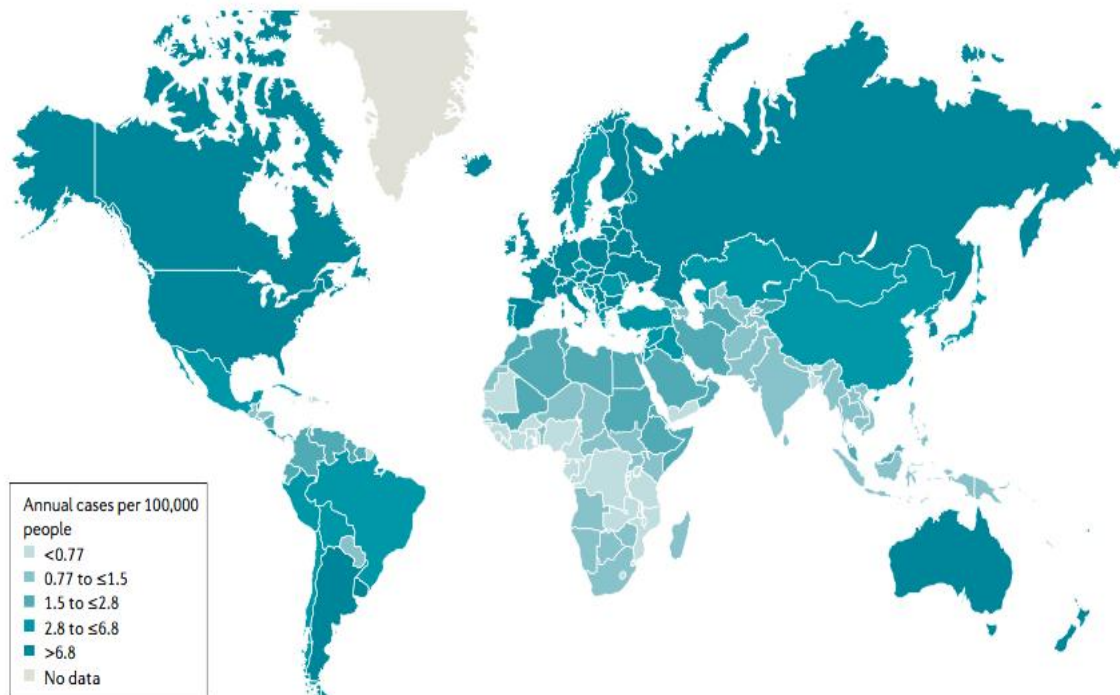 Annual cases per 100,000
people
<0.77
0.77 to ≤1.5
1.5 to ≤2.8
2.8 to ≤6.8
>6.8
No data